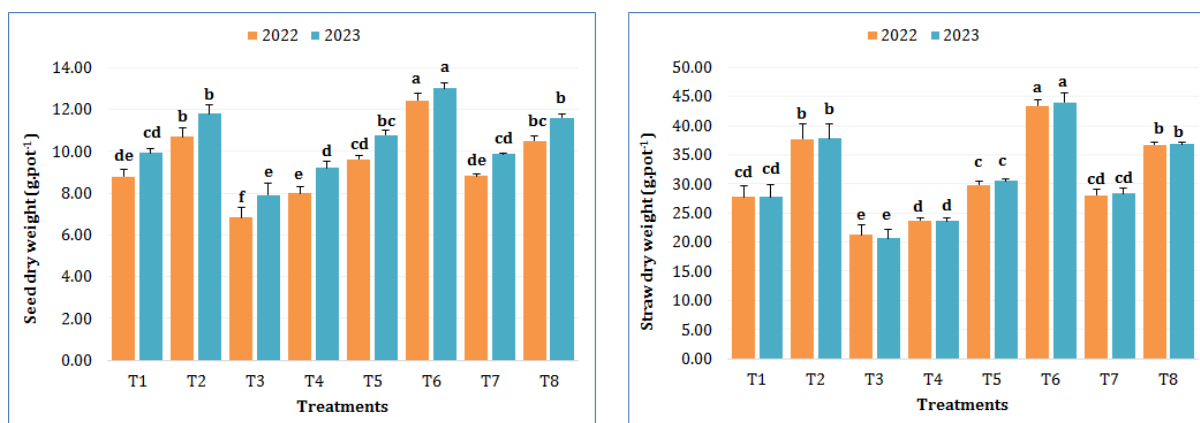 2022 2023
14.00
12.00
10.00
8.00
6.00
4.00
2.00
0.00
Seed dry weight (g.pot-1)
de cd b b f e e d cd bc a a de cd bc b
T1 T2 T3 T4 T5 T6 T7 T8
Treatments
2022 2023
50.00
45.00
40.00
35.00
30.00
25.00
20.00
15.00
10.00
5.00
0.00
Straw dry weight (g.pot-1)
cd cd b b e e d d c c a a cd cd b b
T1 T2 T3 T4 T5 T6 T7 T8
Treatments